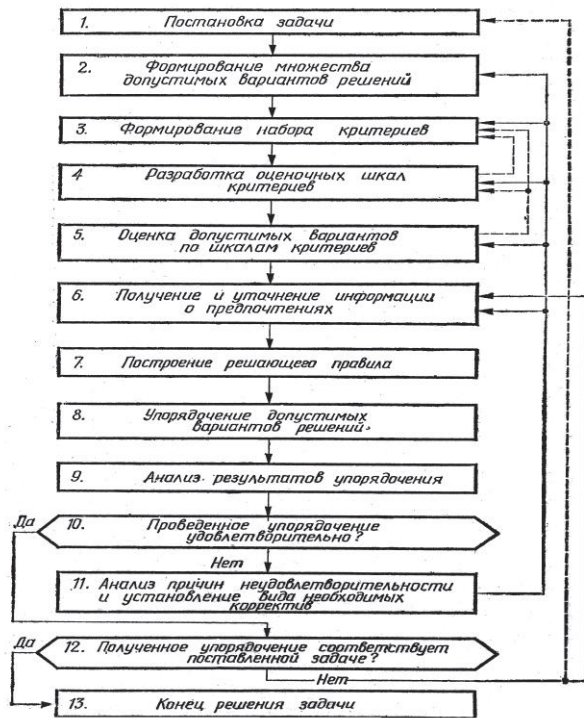 1. Постановка задачи
2. Формирование множества
допустимых вариантов решений
3. Формирование набора критериев
4 Разработка оценочных шкал
критериев
5. Оценка допустимых вариантов
по шкалам критериев
6. Получение и уточнение информации
о предпочтениях
7. Построение решающего правила
8. Упорядочение допустимых
вариантов решений
9. Анализ результатов упорядочения
Да
10. Проведенное упорядочение
удовлетворительно?
Нет
11. Анализ причин неудовлетворительности
и установление вида необходимых
корректив
Да
12. Полученное упорядочение соответствует
поставленной задаче?
Нет
13. Конец решения задачи